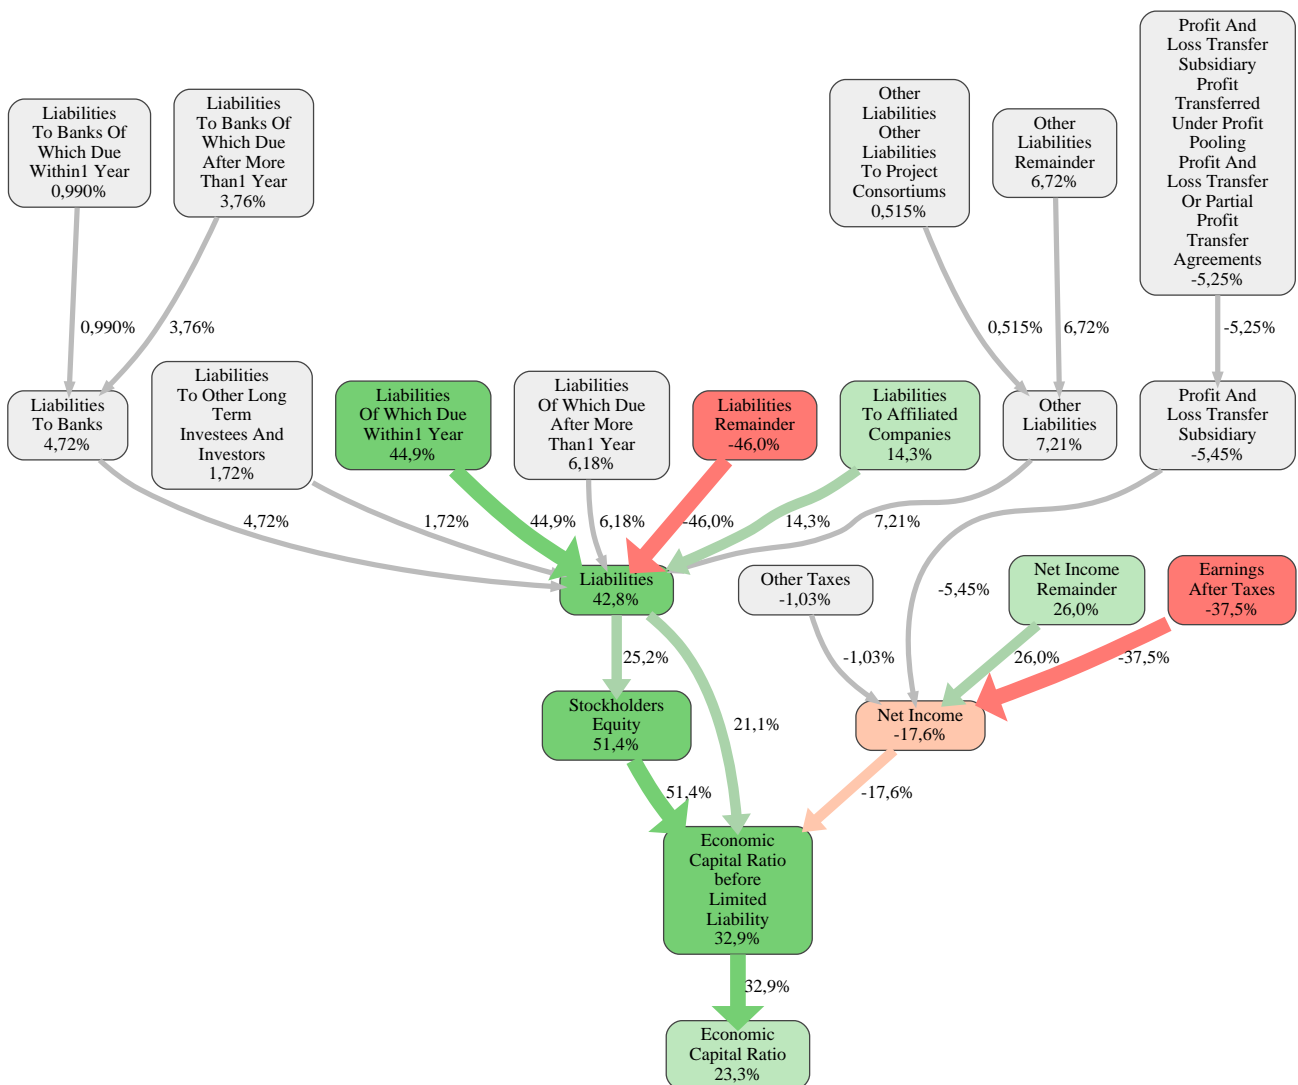 Profit And
Loss Transfer
Subsidiary
Profit
Transferred
Under Profit
Pooling
Profit And
Loss Transfer
Or Partial
Profit
Transfer
Agreements
-5,25%
Liabilities
To Banks Of
Which Due
Within1 Year
0,990%
Liabilities
To Banks Of
Which Due
After More
Than1 Year
3,76%
Other
Liabilities
Other
Liabilities
To Project
Consortiums
0,515%
Other
Liabilities
Remainder
6,72%
0,990%
3,76%
0,515%
6,72%
-5,25%
Liabilities
To Banks
4,72%
Liabilities
To Other Long
Term
Investees And
Investors
1,72%
Liabilities
Of Which Due
Within1 Year
44,9%
Liabilities
Of Which Due
After More
Than1 Year
6,18%
Liabilities
Remainder
-46,0%
Liabilities
To Affiliated
Companies
14,3%
Other
Liabilities
7,21%
Profit And
Loss Transfer
Subsidiary
-5,45%
4,72%
1,72%
44,9%
6,18%
-46,0%
14,3%
7,21%
-5,45%
Liabilities
42,8%
Other Taxes
-1,03%
Net Income
Remainder
26,0%
Earnings
After Taxes
-37,5%
25,2%
21,1%
-1,03%
26,0%
-37,5%
Stockholders
Equity
51,4%
Net Income
-17,6%
51,4%
-17,6%
Economic
Capital Ratio
before
Limited
Liability
32,9%
32,9%
Economic
Capital Ratio
23,3%